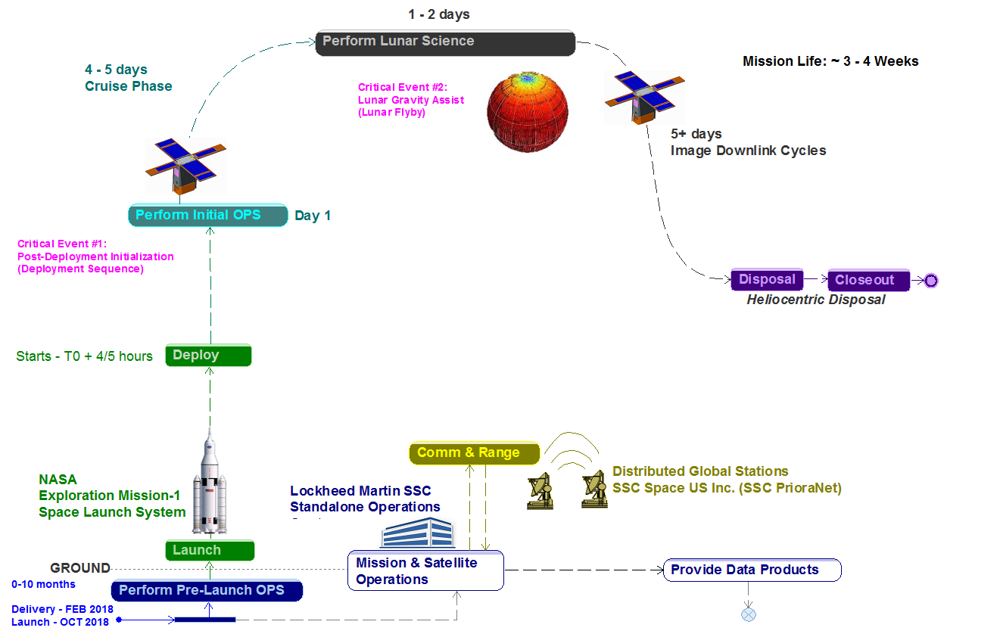 1 - 2 days
Perform Lunar Science
Mission Life: ~ 3 - 4 Weeks
4 - 5 days
Cruise Phase
Critical Event #2:
Lunar Gravity Assist
(Lunar Flyby)
5+ days
Image Downlink Cycles
Perform Initial OPS
Day 1
Critical Event #1:
Post-Deployment Initialization
(Deployment Sequence)
Disposal
Closeout
Heliocentric Disposal
Starts - T0 + 4/5 hours
Deploy
Comm & Range
Distributed Global Stations
SSC Space US Inc. (SSC PrioraNet)
NASA
Exploration Mission-1
Space Launch System
Lockheed Martin SSC
Standalone Operations
Launch
GROUND
Mission & Satellite
Operations
Provide Data Products
0-10 months
Perform Pre-Launch OPS
Delivery - FEB 2018
Launch - OCT 2018